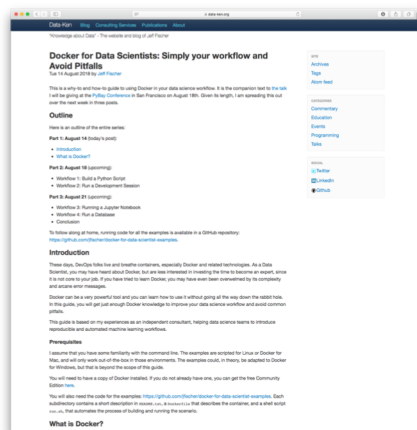 data-ken.org
Data-Ken Blog Consulting Services Publications About
"Knowledge about Data" - The website and blog of Jeff Fischer
Docker for Data Scientists: Simply your workflow and
Avoid Pitfalls
Tue 14 August 2018 by Jeff Fischer
This is a why-to and how-to guide to using Docker in your data science workflow. It is the companion text to the talk
I will be giving at the PyBay Conference in San Francisco on August 18th. Given its length, I am spreading this out
over the next week in three posts.
Outline
Here is an outline of the entire series:
Part 1: August 14 (today's post):
• Introduction
• What is Docker?
Part 2: August 18 (upcoming):
• Workflow 1: Build a Python Script
• Workflow 2: Run a Development Session
Part 3: August 21 (upcoming):
• Workflow 3: Running a Jupyter Notebook
• Workflow 4: Run a Database
• Conclusion
To follow along at home, running code for all the examples is available in a GitHub repository:
https://github.com/jfischer/docker-for-data-scientist-examples.
Introduction
These days, DevOps folks live and breathe containers, especially Docker and related technologies. As a Data
Scientist, you may have heard about Docker, but are less interested in investing the time to become an expert, since
it is not core to your job. If you have tried to learn Docker, you may have even been overwhelmed by its complexity
and arcane error messages.
Docker can be a very powerful tool and you can learn how to use it without going all the way down the rabbit hole.
In this guide, you will get just enough Docker knowledge to improve your data science workflow and avoid common
pitfalls.
This guide is based on my experiences as an independent consultant, helping data science teams to introduce
reproducible and automated machine learning workflows.
Prerequisites
I assume that you have some familiarity with the command line. The examples are scripted for Linux or Docker for
Mac, and will only work out-of-the-box in those environments. The examples could, in theory, be adapted to Docker
for Windows, but that is beyond the scope of this guide.
You will need to have a copy of Docker installed. If you do not already have one, you can get the free Community
Edition here.
You will also need the code for the examples: https://github.com/jfischer/docker-for-data-scientist-examples. Each
subdirectory contains a short description in README.txt, a Dockerfile that describes the container, and a shell script
run.sh, that automates the process of building and running the scenario.
What is Docker?
SITE
Archives
Tags
Atom feed
CATEGORIES
Commentary
Education
Events
Programming
Talks
SOCIAL
Twitter
LinkedIn
Github